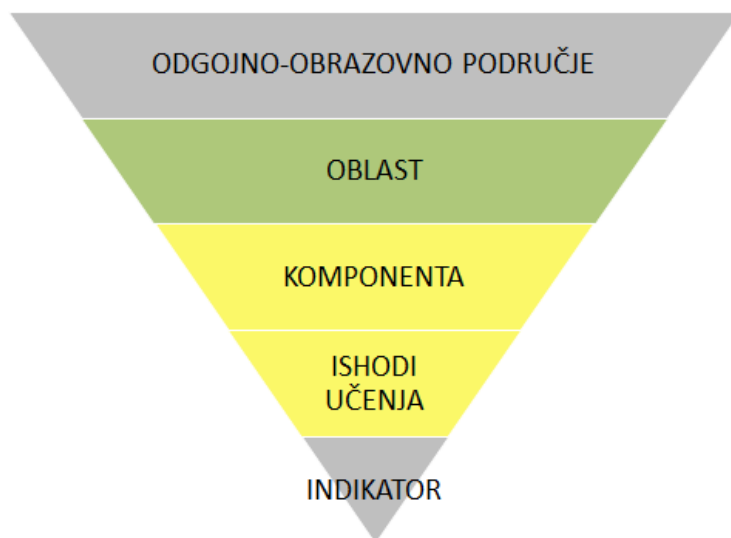 ODGOJNO-OBRAZOVNO PODRUČJE
OBLAST
KOMPONENTA
ISHODI
UČENJA
INDIKATOR